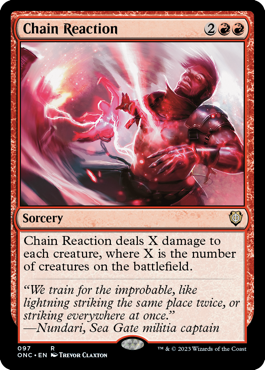 Chain Reaction 2
Sorcery
Chain Reaction deals X damage to
each creature, where X is the number
of creatures on the battlefield.
“We train for the improbable, like
lightning striking the same place twice, or
striking everywhere at once.”
—Nundari, Sea Gate militia captain
097 R
ONC • EN TREVOR CLAXTON
™ & © 2023 Wizards of the Coast